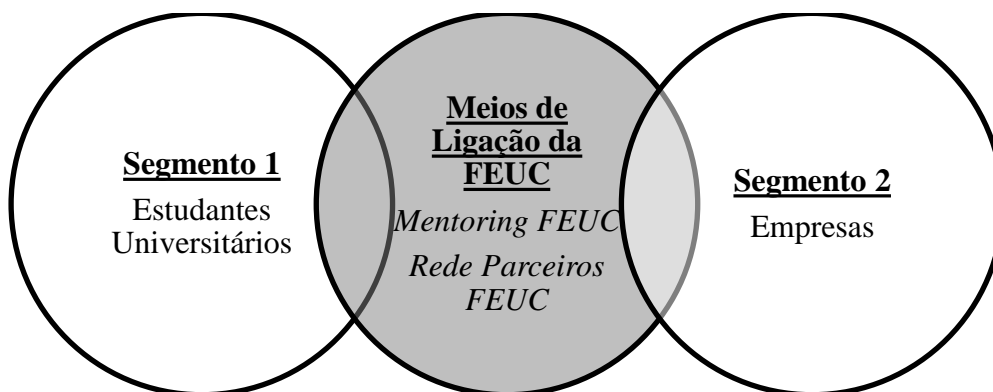 Segmento 1
Estudantes
Universitários
Meios de
Ligação da
FEUC
Mentoring FEUC
Rede Parceiros
FEUC
Segmento 2
Empresas